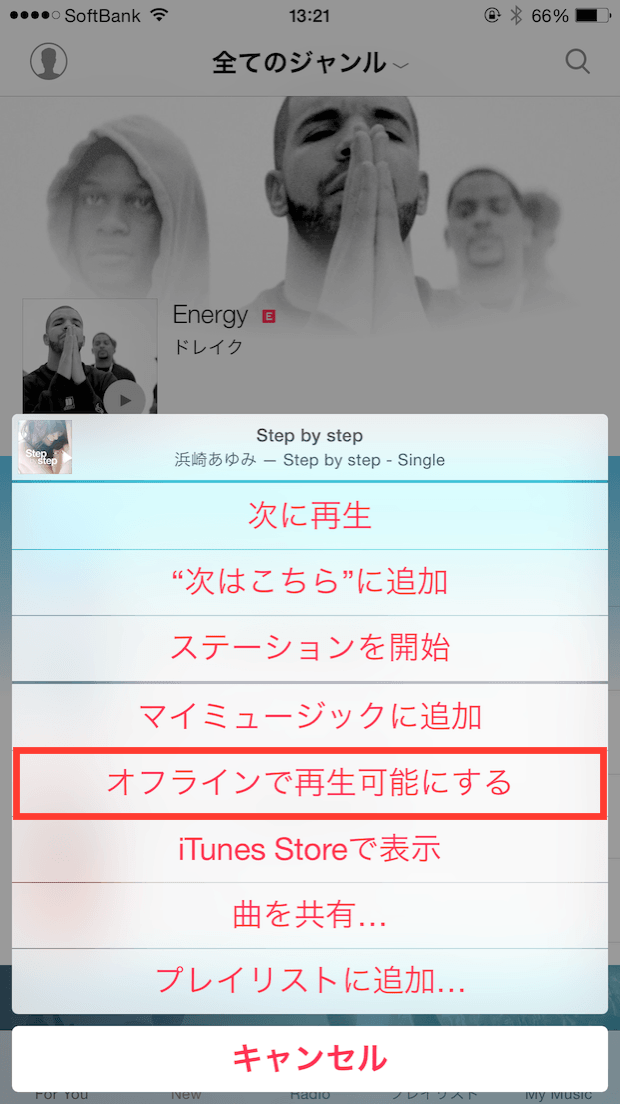 SoftBank 13:21 66%
全てのジャンル
Energy E
ドレイク
Step by step
浜崎あゆみ — Step by step - Single
Step
by step
次に再生
“次はこちら”に追加
ステーションを開始
マイミュージックに追加
オフラインで再生可能にする
iTunes Storeで表示
曲を共有...
プレイリストに追加...
キャンセル
For You New Radio プレイリスト My Music